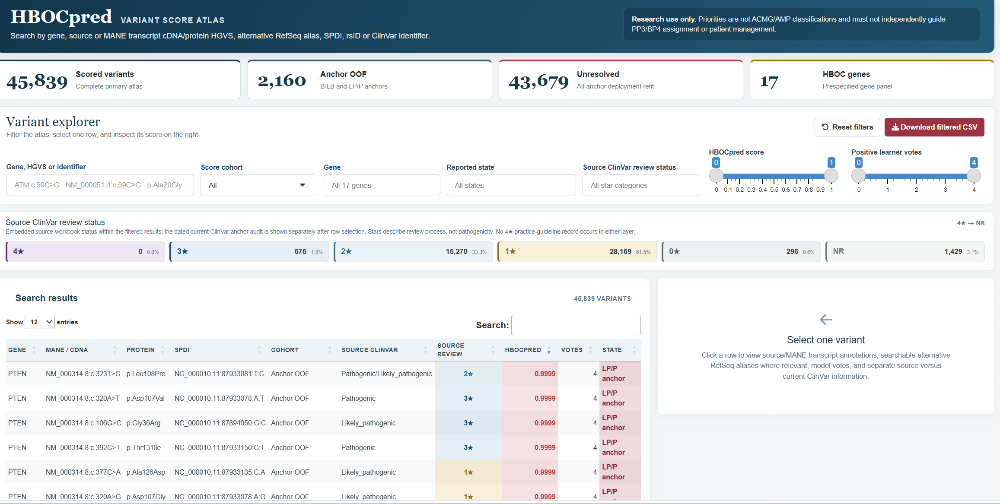 HBOCpred VARIANT SCORE ATLAS
Search by gene, source or MANE transcript cDNA/protein HGVS, alternative RefSeq alias, SPDI, rsID or ClinVar identifier.
Research use only. Priorities are not ACMG/AMP classifications and must not independently guide
PP3/BP4 assignment or patient management.
45,839 Scored variants
Complete primary atlas
2,160 Anchor OOF
B/LB and LP/P anchors
43,679 Unresolved
All-anchor deployment refit
17 HBOC genes
Prespecified gene panel
Variant explorer
Filter the atlas, select one row, and inspect its score on the right.
Reset filters
Download filtered CSV
Gene, HGVS or identifier
ATM c.59C>G · NM_000051.4:c.59C>G · p.Ala20Gly ·
Score cohort
All
Gene
All 17 genes
Reported state
All states
Source ClinVar review status
All star categories
HBOCpred score
0 1
0 0.1 0.2 0.3 0.4 0.5 0.6 0.7 0.8 0.9 1
Positive learner votes
0 4
0 1 2 3 4
Source ClinVar review status
4★ → NR
Embedded source-workbook status within the filtered results; the dated current ClinVar anchor audit is shown separately after row selection. Stars describe review process, not pathogenicity. No 4★ practice-guideline record occurs in either layer.
4★ 0 0.0%
3★ 675 1.5%
2★ 15,270 33.3%
1★ 28,169 61.5%
0★ 296 0.6%
NR 1,429 3.1%
Search results
45,839 VARIANTS
Show 12 entries
Search:
GENE MANE / CDNA PROTEIN SPDI COHORT SOURCE CLINVAR SOURCE REVIEW HBOCPRED VOTES STATE
PTEN NM_000314.8:c.323T>C p.Leu108Pro NC_000010.11:87933081:T:C Anchor OOF Pathogenic/Likely_pathogenic 2★ 0.9999 4 LP/P anchor
PTEN NM_000314.8:c.320A>T p.Asp107Val NC_000010.11:87933078:A:T Anchor OOF Pathogenic 3★ 0.9999 4 LP/P anchor
PTEN NM_000314.8:c.106G>C p.Gly36Arg NC_000010.11:87894050:G:C Anchor OOF Likely_pathogenic 3★ 0.9999 4 LP/P anchor
PTEN NM_000314.8:c.392C>T p.Thr131Ile NC_000010.11:87933150:C:T Anchor OOF Pathogenic 3★ 0.9999 4 LP/P anchor
PTEN NM_000314.8:c.377C>A p.Ala126Asp NC_000010.11:87933135:C:A Anchor OOF Likely_pathogenic 1★ 0.9999 4 LP/P anchor
PTEN NM_000314.8:c.320A>G p.Asp107Gly NC_000010.11:87933078:A:G Anchor OOF Likely_pathogenic 1★ 0.9999 4 LP/P
Select one variant
Click a row to view source/MANE transcript annotations, searchable alternative
RefSeq aliases where relevant, model votes, and separate source versus
current ClinVar information.